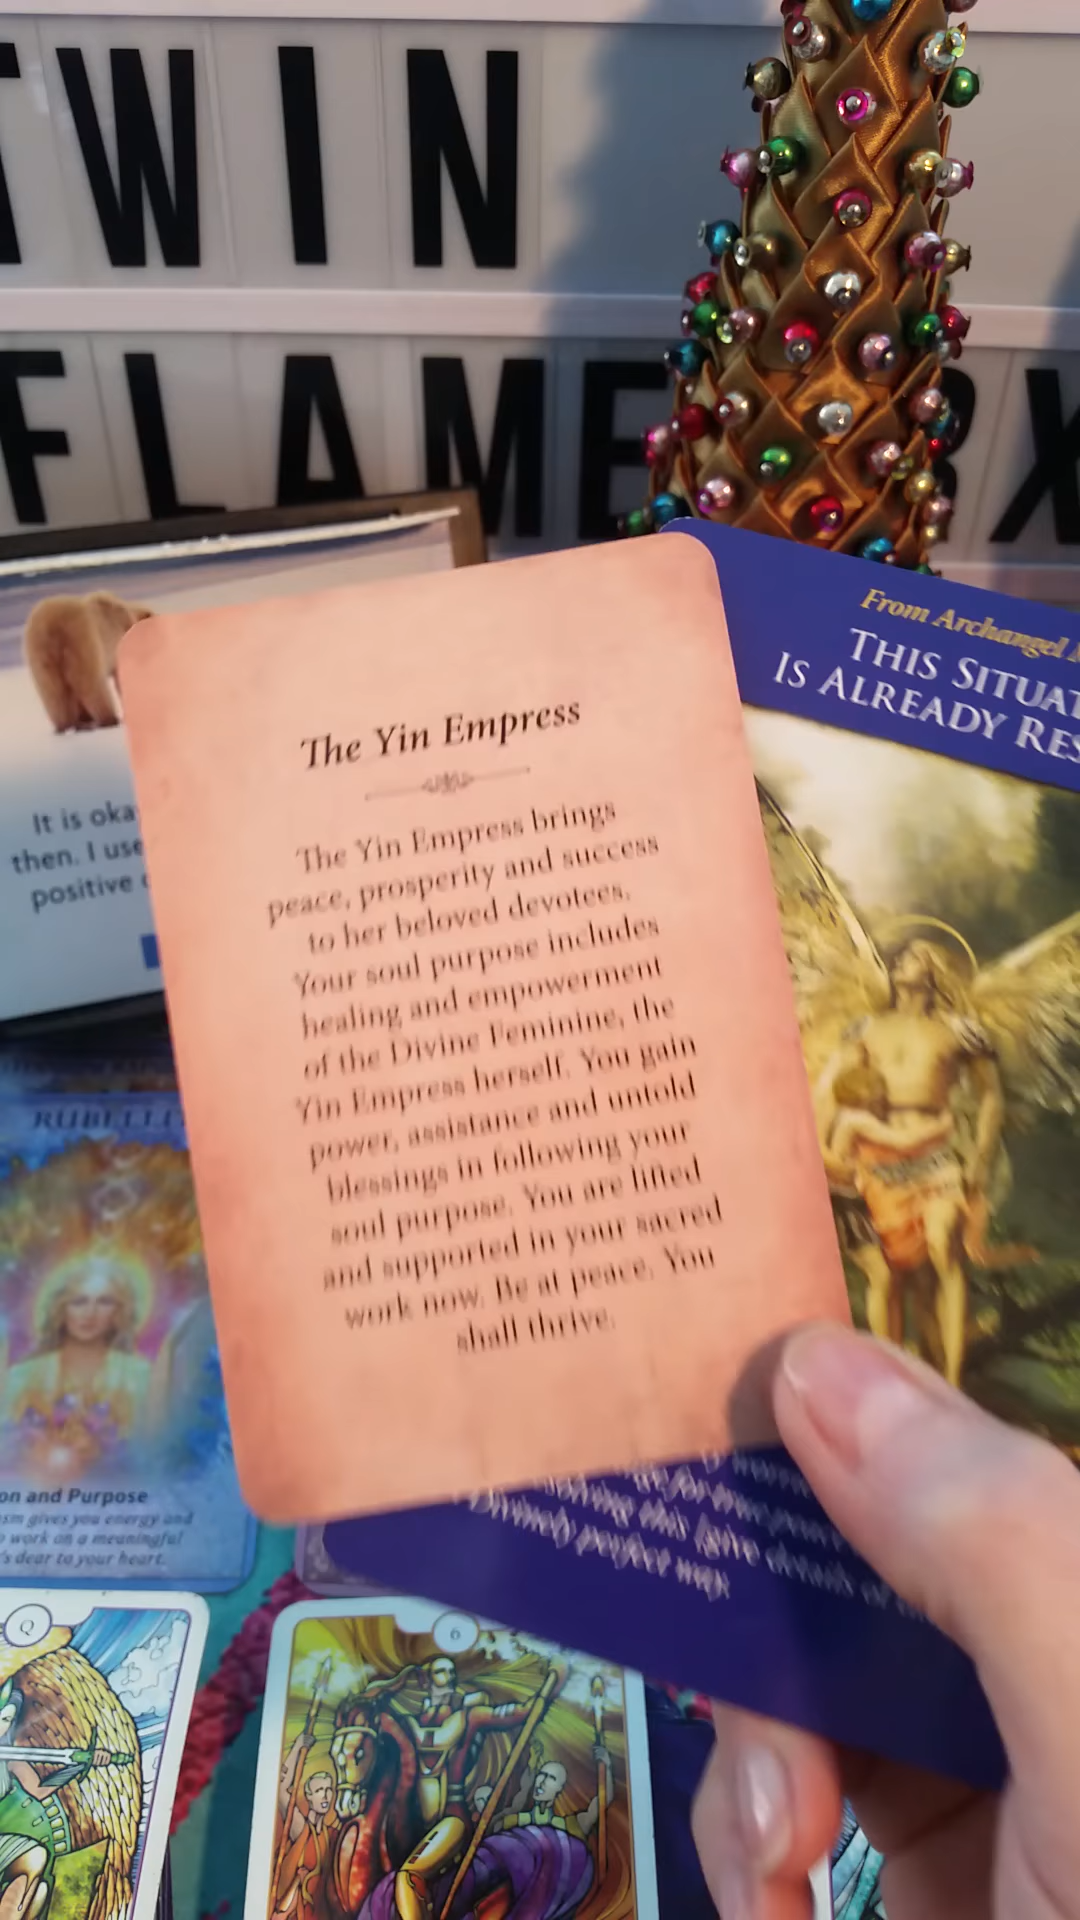 TWIN
FLAME
X
From Archangel
THIS SITUAT
IS ALREADY RES
It is oka
then. I use
positive
The Yin Empress
The Yin Empress brings
peace, prosperity and success
to her beloved devotees.
Your soul purpose includes
healing and empowerment
of the Divine Feminine, the
Yin Empress herself. You gain
power, assistance and untold
blessings in following your
soul purpose. You are lifted
and supported in your sacred
work now. Be at peace. You
shall thrive.
RUBELLIT
on and Purpose
sm gives you energy and
work on a meaningful
's dear to your heart.
Divinely perfect way.
Q
6